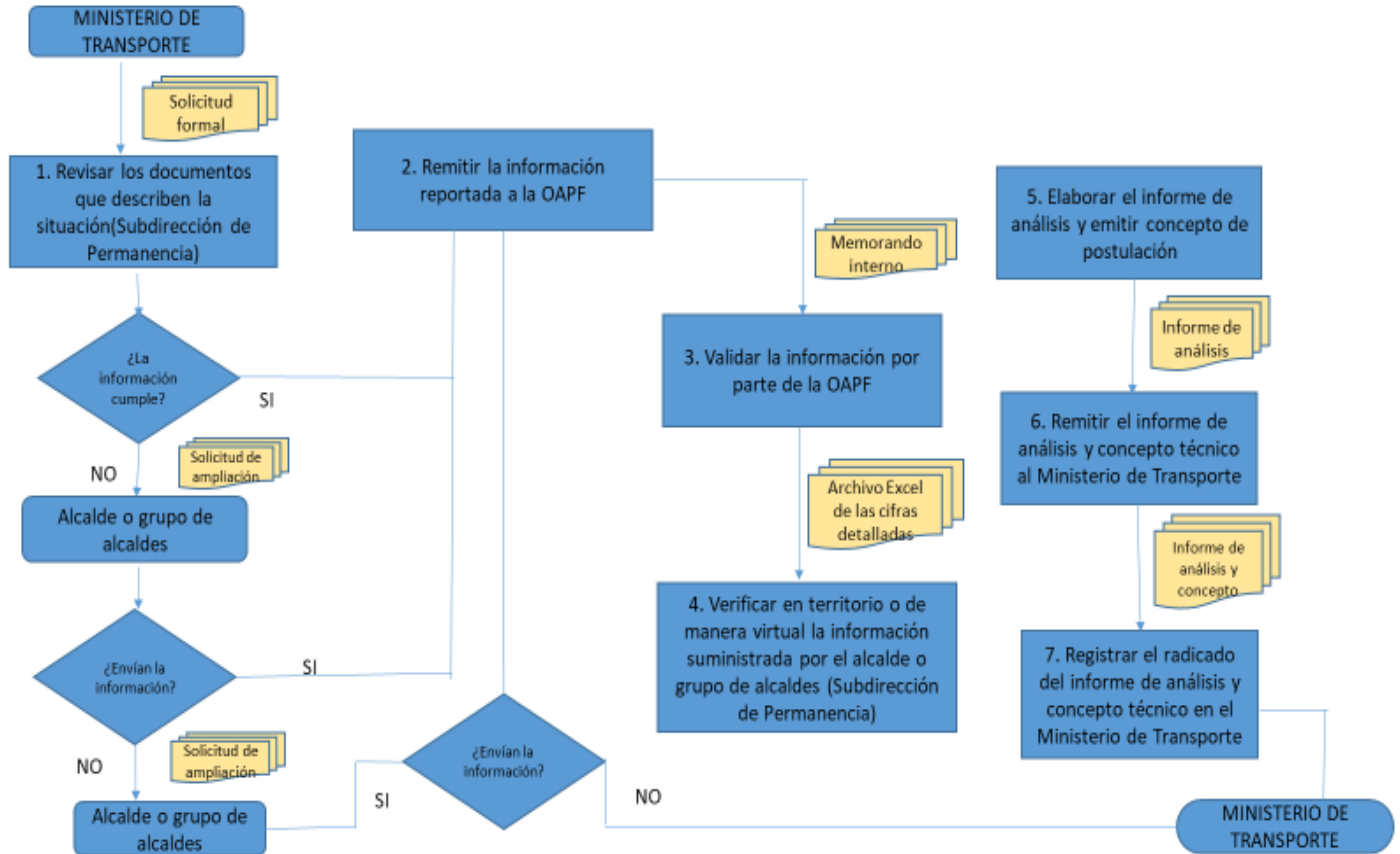 MINISTERIO DE
TRANSPORTE
Solicitud
formal
1. Revisar los documentos
que describen la
situación(Subdirección de
Permanencia)
¿La
información
cumple?
SI
NO
Solicitud de
ampliación
Alcalde o grupo de
alcaldes
¿Envían la
información?
SI
NO
Solicitud de
ampliación
Alcalde o grupo de
alcaldes
SI
¿Envían la
información?
NO
2. Remitir la información
reportada a la OAPF
Memorando
interno
3. Validar la información por
parte de la OAPF
Archivo Excel
de las cifras
detalladas
4. Verificar en territorio o de
manera virtual la información
suministrada por el alcalde o
grupo de alcaldes (Subdirección
de Permanencia)
5. Elaborar el informe de
análisis y emitir concepto de
postulación
Informe de
análisis
6. Remitir el informe de
análisis y concepto técnico
al Ministerio de Transporte
Informe de
análisis y
concepto
7. Registrar el radicado
del informe de análisis y
concepto técnico en el
Ministerio de Transporte
MINISTERIO DE
TRANSPORTE